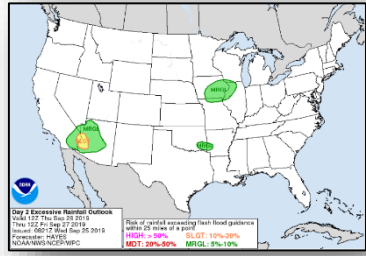 MRGL
MRGL
SLGT
MRGL
NOAA
Day 2 Excessive Rainfall Outlook
Valid 12Z Thu Sep 26 2019
Thru 12Z Fri Sep 27 2019
Issued: 0821Z Wed Sep 25 2019
Forecaster: HAYES
NOAA/NWS/NCEP/WPC
Risk of rainfall exceeding flash flood guidance
within 25 miles of a point
HIGH: > 50% SLGT: 10%-20%
MDT: 20%-50% MRGL: 5%-10%